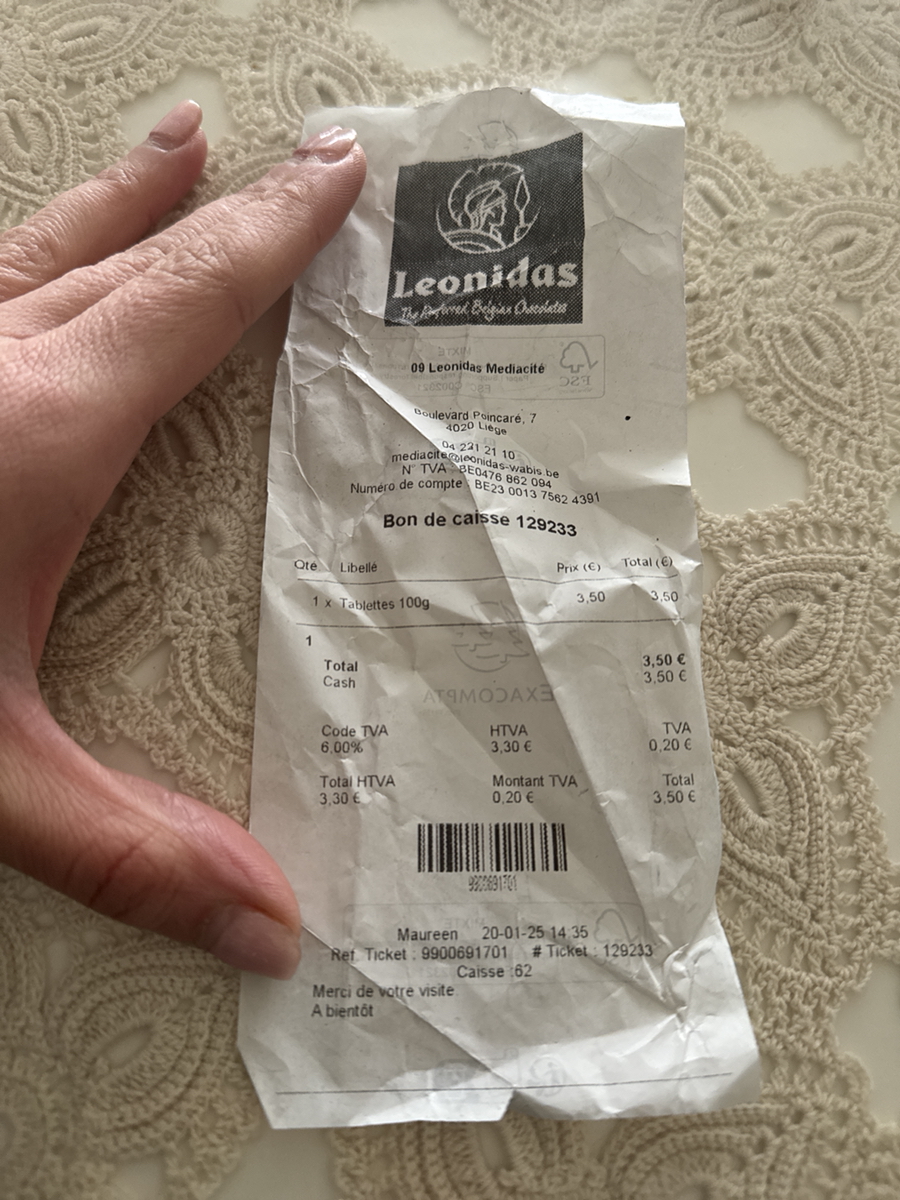 Leonidas
The Preferred Belgian Chocolates
09 Leonidas Mediacité
Boulevard Poincaré, 7
4020 Liège
04 221 21 10
mediacite@leonidas-wabis.be
N° TVA : BE0476 862 094
Numéro de compte : BE23 0013 7562 4391
Bon de caisse 129233
Qté Libellé Prix (€) Total (€)
1 x Tablettes 100g 3,50 3,50
1
Total 3,50 €
Cash 3,50 €
Code TVA HTVA TVA
6.00% 3,30 € 0,20 €
Total HTVA Montant TVA Total
3,30 € 0,20 € 3,50 €
9900691701
Maureen 20-01-25 14:35
Ref. Ticket : 9900691701 # Ticket : 129233
Caisse :62
Merci de votre visite
A bientôt
EXACOMPTA
MIXTE
FSC